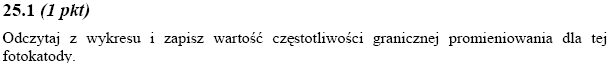 25.1 (1 pkt)
Odczytaj z wykresu i zapisz wartość częstotliwości granicznej promieniowania dla tej
fotokatody.